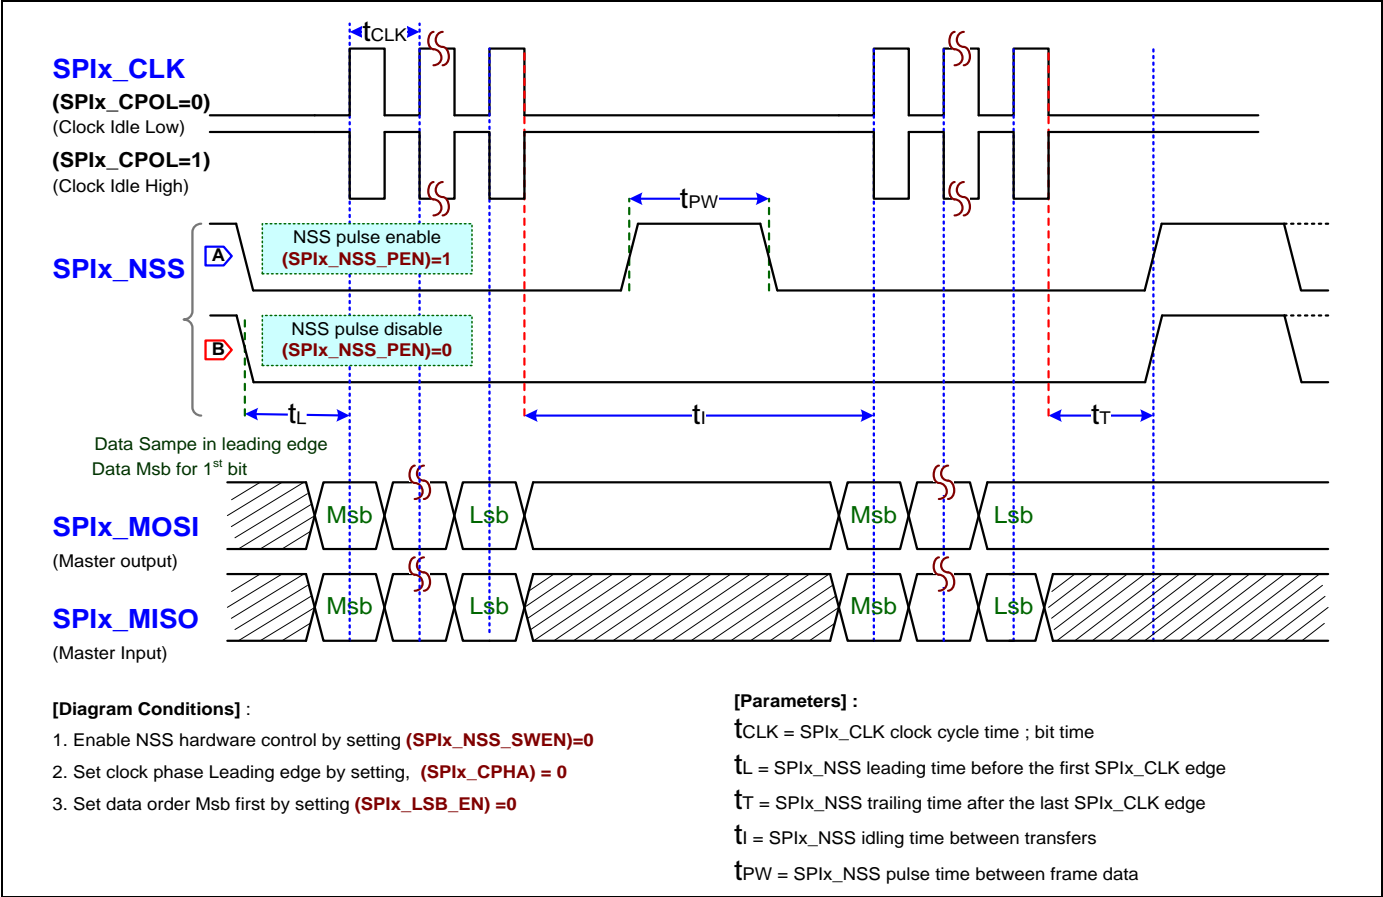 tCLK
SPIx_CLK
(SPIx_CPOL=0)
(Clock Idle Low)
(SPIx_CPOL=1)
(Clock Idle High)
tPW
SPIx_NSS
A
NSS pulse enable
(SPIx_NSS_PEN)=1
B
NSS pulse disable
(SPIx_NSS_PEN)=0
tL
tI
tT
Data Sampe in leading edge
Data Msb for 1st bit
SPIx_MOSI
(Master output)
Msb Lsb Msb Lsb
SPIx_MISO
(Master Input)
Msb Lsb Msb Lsb
[Diagram Conditions] :
1. Enable NSS hardware control by setting (SPIx_NSS_SWEN)=0
2. Set clock phase Leading edge by setting, (SPIx_CPHA) = 0
3. Set data order Msb first by setting (SPIx_LSB_EN) =0
[Parameters] :
tCLK = SPIx_CLK clock cycle time ; bit time
tL = SPIx_NSS leading time before the first SPIx_CLK edge
tT = SPIx_NSS trailing time after the last SPIx_CLK edge
tI = SPIx_NSS idling time between transfers
tPW = SPIx_NSS pulse time between frame data